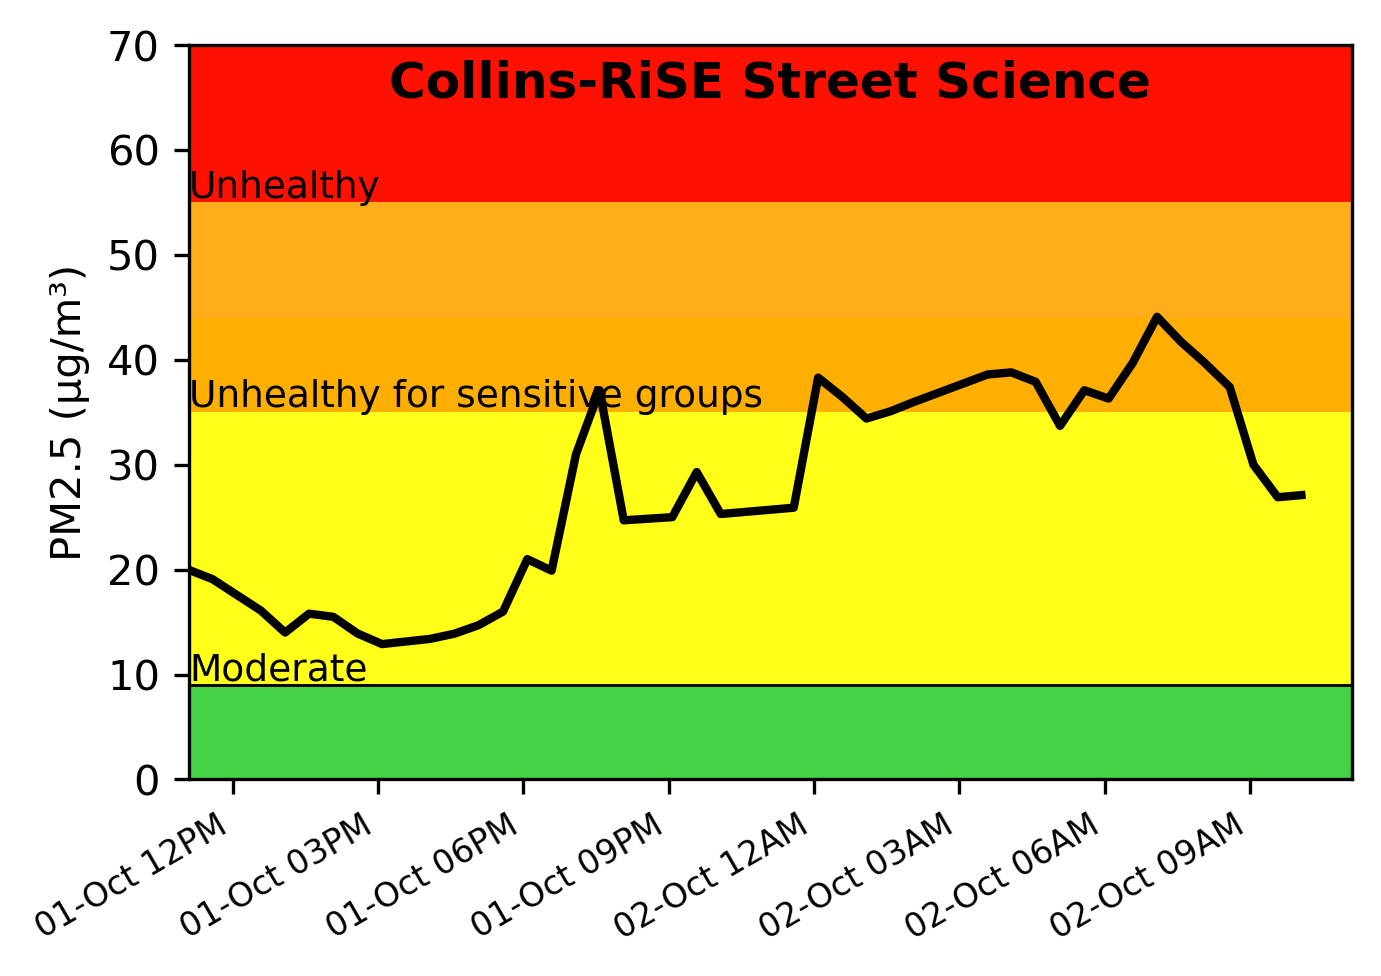 Collins-RiSE Street Science
70
60
Unhealthy
50
40
Unhealthy for sensitive groups
30
20
10
Moderate
0
PM2.5 (µg/m³)
01-Oct 12PM
01-Oct 03PM
01-Oct 06PM
01-Oct 09PM
02-Oct 12AM
02-Oct 03AM
02-Oct 06AM
02-Oct 09AM